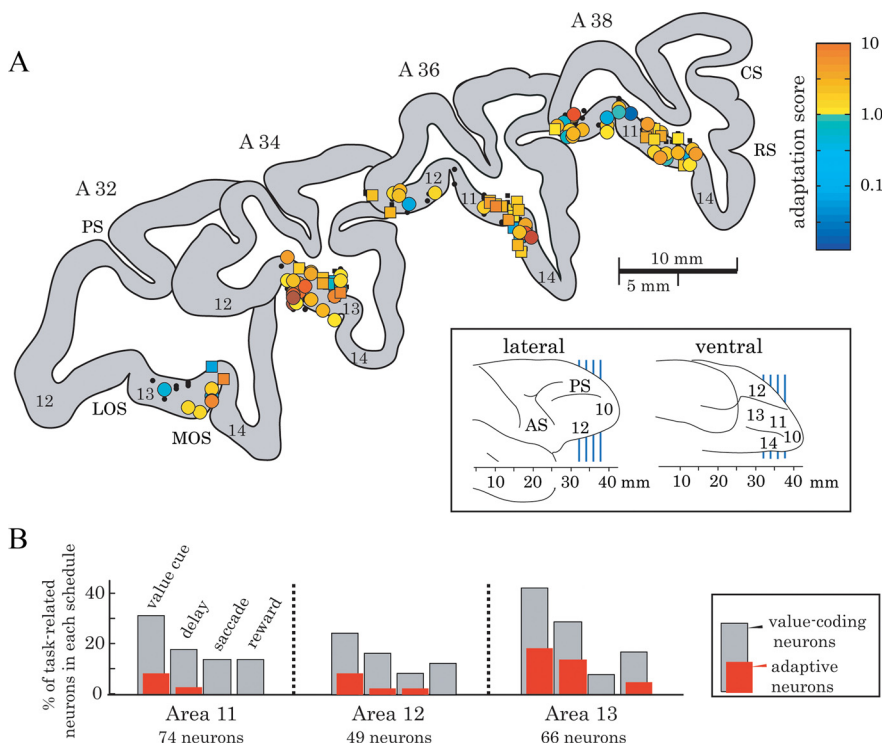 A
A 32
A 34
A 36
A 38
PS
CS
RS
12
13
14
LOS
MOS
12
13
14
12
11
14
11
14
10 mm
5 mm
adaptation score
10
1.0
0.1
lateral
ventral
PS
AS
10
12
10 20 30 40 mm
12
13
11
14
10
10 20 30 40
B
% of task-related
neurons in each schedule
40
20
0
value cue
delay
saccade
reward
Area 11
74 neurons
Area 12
49 neurons
Area 13
66 neurons
value-coding
neurons
adaptive
neurons